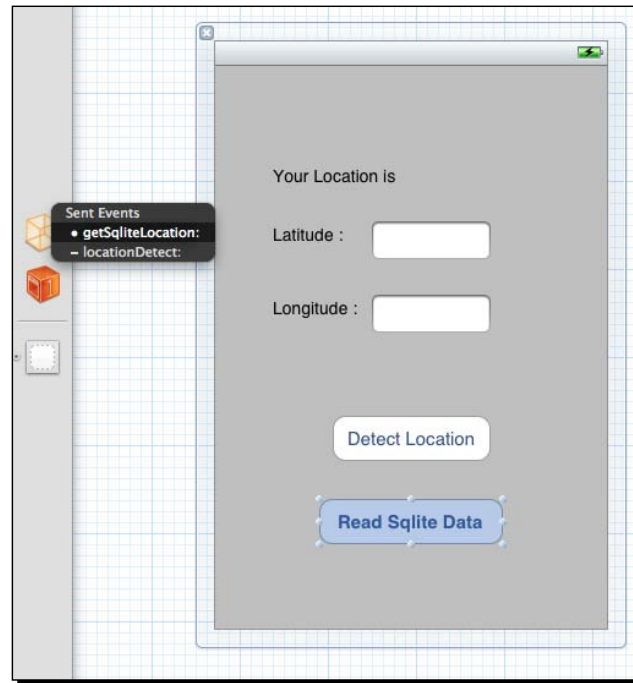 Your Location is
Sent Events
• getSqliteLocation:
– locationDetect:
Latitude :
Longitude :
Detect Location
Read Sqlite Data